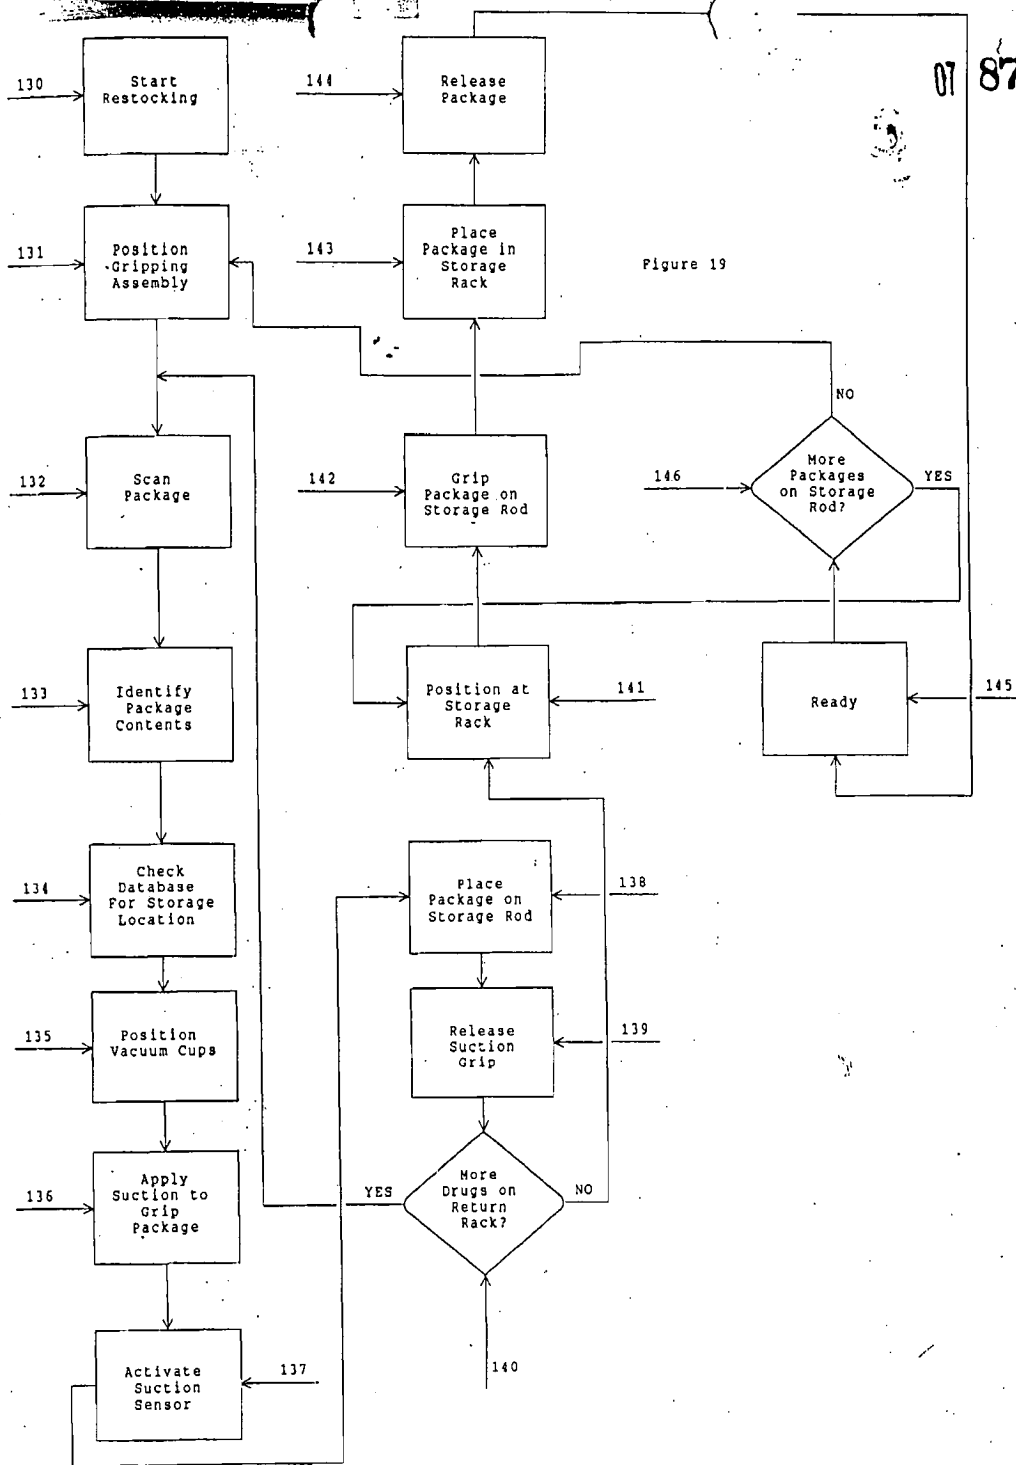 07 87
130
Start
Restocking
131
Position
Gripping
Assembly
132
Scan
Package
133
Identify
Package
Contents
134
Check
Database
For Storage
Location
135
Position
Vacuum Cups
136
Apply
Suction to
Grip
Package
137
Activate
Suction
Sensor
144
Release
Package
143
Place
Package in
Storage
Rack
142
Grip
Package on
Storage Rod
141
Position at
Storage
Rack
138
Place
Package on
Storage Rod
139
Release
Suction
Grip
YES
More
Drugs on
Return
Rack?
NO
140
Figure 19
NO
146
More
Packages
on Storage
Rod?
YES
145
Ready